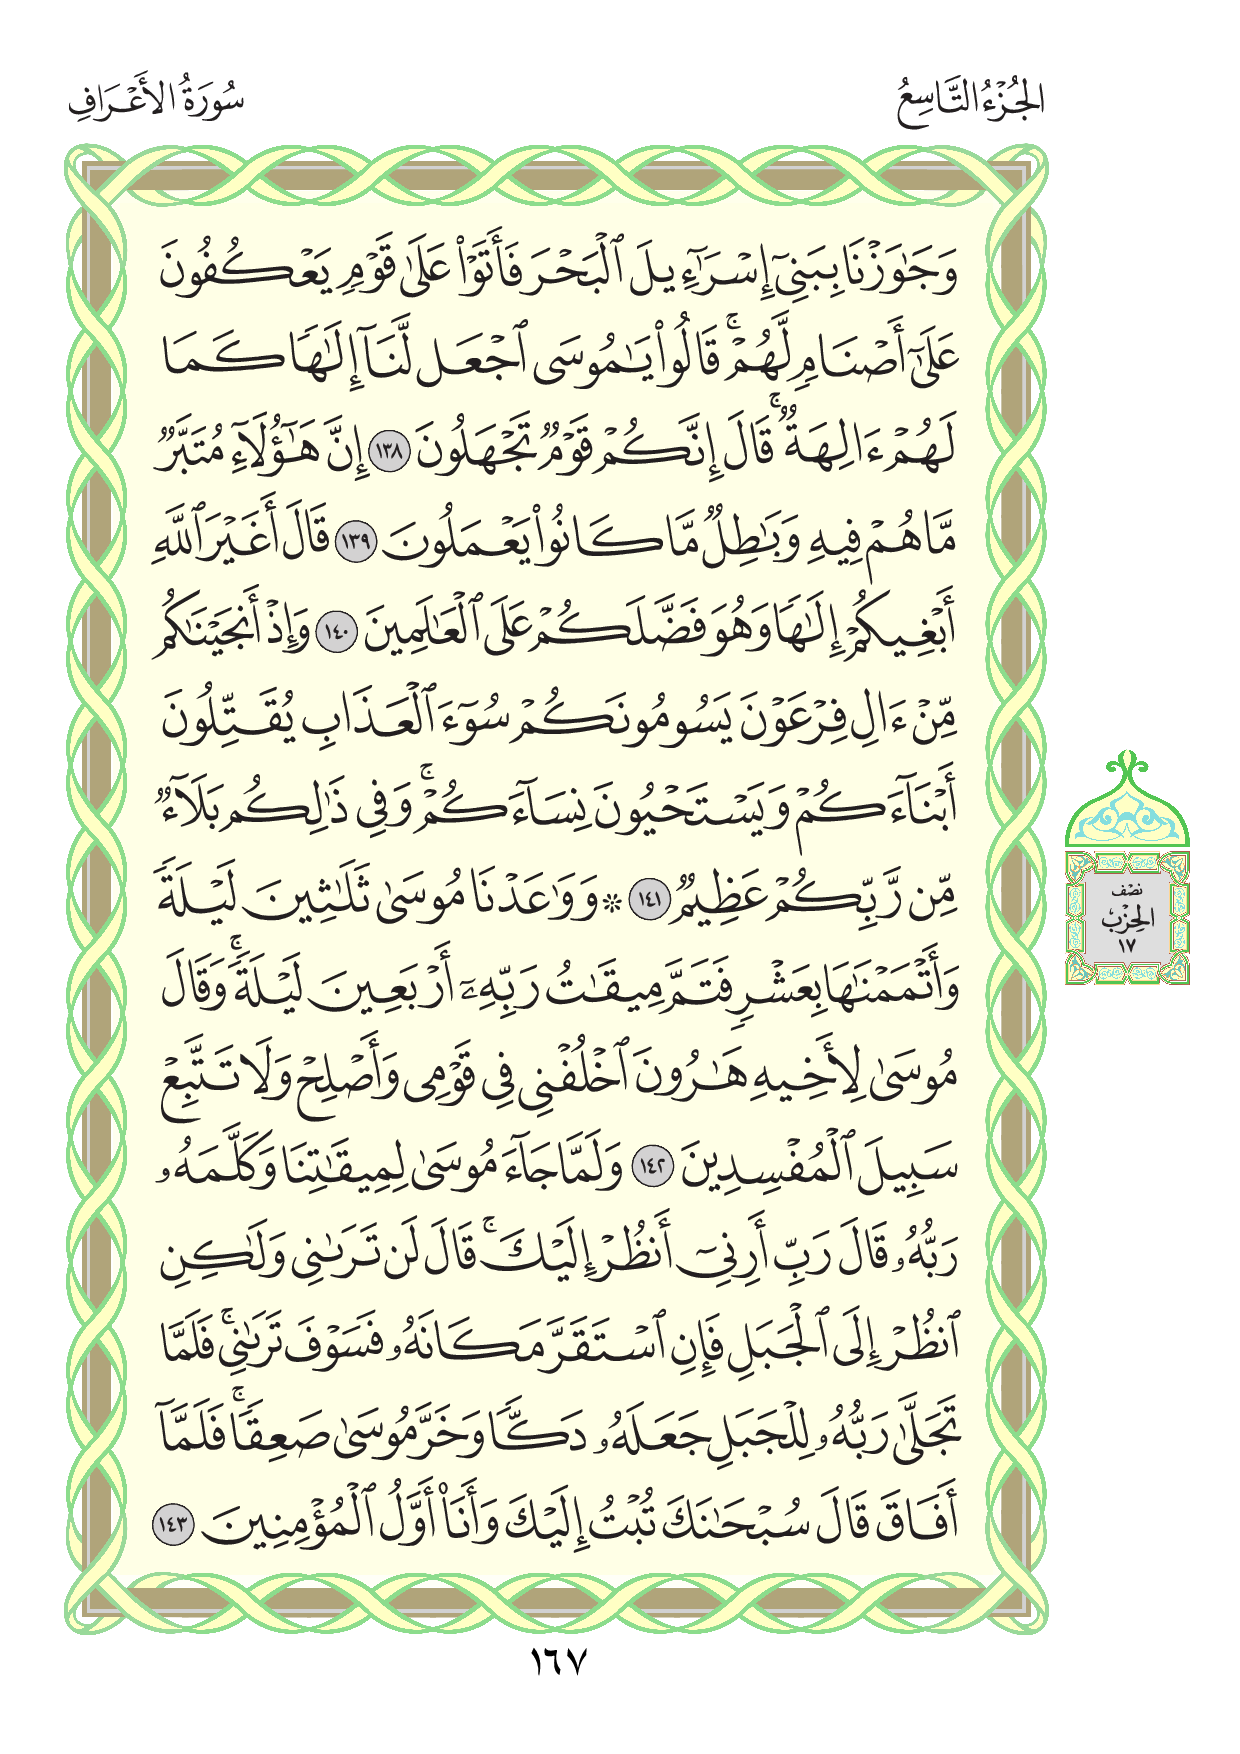 الجُزْءُ التَّاسِعُ
سُورَةُ الأَعْرَافِ
وَجَٰوَزْنَا بِبَنِىٓ إِسْرَٰٓءِيلَ ٱلْبَحْرَ فَأَتَوْا۟ عَلَىٰ قَوْمٍ يَعْكُفُونَ
عَلَىٰٓ أَصْنَامٍ لَّهُمْ ۚ قَالُوا۟ يَٰمُوسَى ٱجْعَل لَّنَآ إِلَٰهًا كَمَا
لَهُمْ ءَالِهَةٌ ۚ قَالَ إِنَّكُمْ قَوْمٌ تَجْهَلُونَ ١٣٨ إِنَّ هَٰٓؤُلَآءِ مُتَبَّرٌ
مَّا هُمْ فِيهِ وَبَٰطِلٌ مَّا كَانُوا۟ يَعْمَلُونَ ١٣٩ قَالَ أَغَيْرَ ٱللَّهِ
أَبْغِيكُمْ إِلَٰهًا وَهُوَ فَضَّلَكُمْ عَلَى ٱلْعَٰلَمِينَ ١٤٠ وَإِذْ أَنجَيْنَٰكُم
مِّنْ ءَالِ فِرْعَوْنَ يَسُومُونَكُمْ سُوٓءَ ٱلْعَذَابِ يُقَتِّلُونَ
أَبْنَآءَكُمْ وَيَسْتَحْيُونَ نِسَآءَكُمْ ۚ وَفِى ذَٰلِكُم بَلَآءٌ
مِّن رَّبِّكُمْ عَظِيمٌ ١٤١ ۞ وَوَٰعَدْنَا مُوسَىٰ ثَلَٰثِينَ لَيْلَةً
وَأَتْمَمْنَٰهَا بِعَشْرٍ فَتَمَّ مِيقَٰتُ رَبِّهِۦٓ أَرْبَعِينَ لَيْلَةً ۚ وَقَالَ
مُوسَىٰ لِأَخِيهِ هَٰرُونَ ٱخْلُفْنِى فِى قَوْمِى وَأَصْلِحْ وَلَا تَتَّبِعْ
سَبِيلَ ٱلْمُفْسِدِينَ ١٤٢ وَلَمَّا جَآءَ مُوسَىٰ لِمِيقَٰتِنَا وَكَلَّمَهُۥ
رَبُّهُۥ قَالَ رَبِّ أَرِنِىٓ أَنظُرْ إِلَيْكَ ۚ قَالَ لَن تَرَىٰنِى وَلَٰكِنِ
ٱنظُرْ إِلَى ٱلْجَبَلِ فَإِنِ ٱسْتَقَرَّ مَكَانَهُۥ فَسَوْفَ تَرَىٰنِى ۚ فَلَمَّا
تَجَلَّىٰ رَبُّهُۥ لِلْجَبَلِ جَعَلَهُۥ دَكًّا وَخَرَّ مُوسَىٰ صَعِقًا ۚ فَلَمَّآ
أَفَاقَ قَالَ سُبْحَٰنَكَ تُبْتُ إِلَيْكَ وَأَنَا۠ أَوَّلُ ٱلْمُؤْمِنِينَ ١٤٣
نصف
الحِزْب
١٧
١٦٧